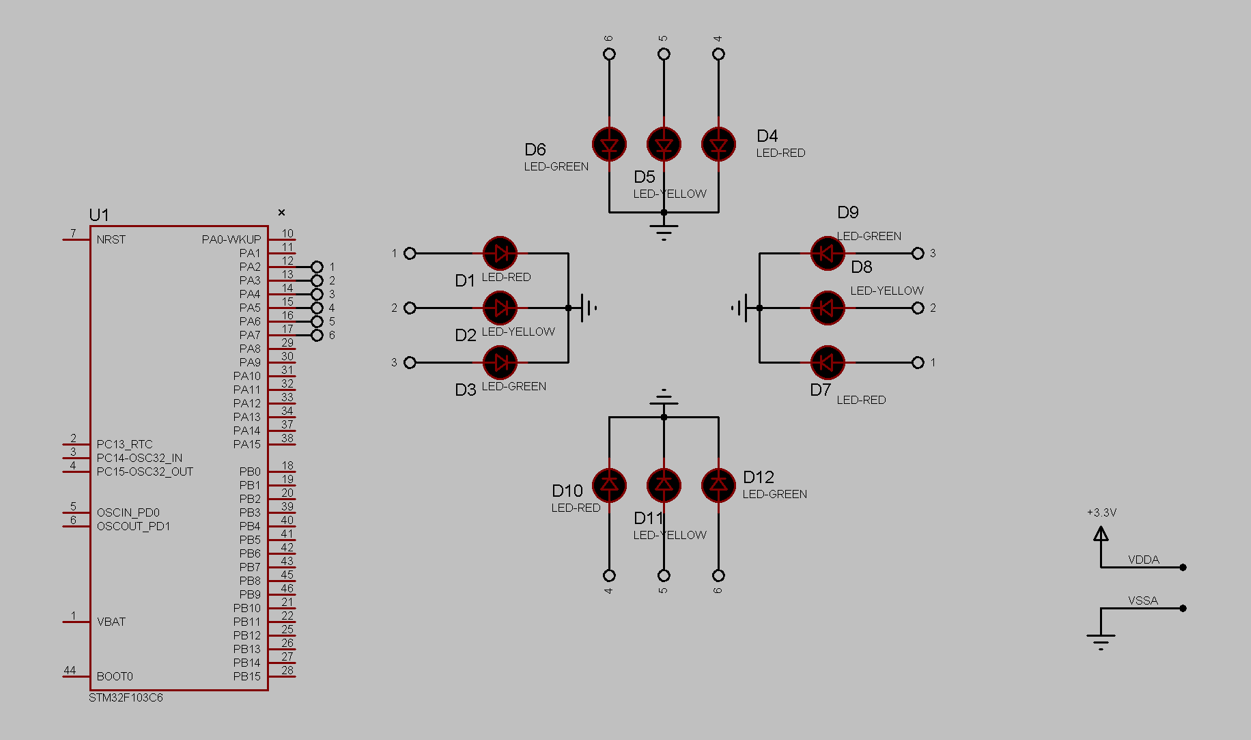 6 5 4
D6
LED-GREEN
D5
LED-YELLOW
D4
LED-RED
U1
7 NRST
PA0-WKUP 10
PA1 11
PA2 12 1
PA3 13 2
PA4 14 3
PA5 15 4
PA6 16 5
PA7 17 6
PA8 29
PA9 30
PA10 31
PA11 32
PA12 33
PA13 34
PA14 37
PA15 38
2 PC13_RTC
3 PC14-OSC32_IN
4 PC15-OSC32_OUT
PB0 18
PB1 19
PB2 20
5 OSCIN_PD0
PB3 39
6 OSCOUT_PD1
PB4 40
PB5 41
PB6 42
PB7 43
PB8 45
PB9 46
PB10 21
1 VBAT
PB11 22
PB12 25
PB13 26
PB14 27
44 BOOT0
PB15 28
STM32F103C6
1
D1
LED-RED
2
D2
LED-YELLOW
3
D3
LED-GREEN
D9
LED-GREEN
3
D8
LED-YELLOW
2
1
D7
LED-RED
D10
LED-RED
D11
LED-YELLOW
D12
LED-GREEN
4 5 6
+3.3V
VDDA
VSSA